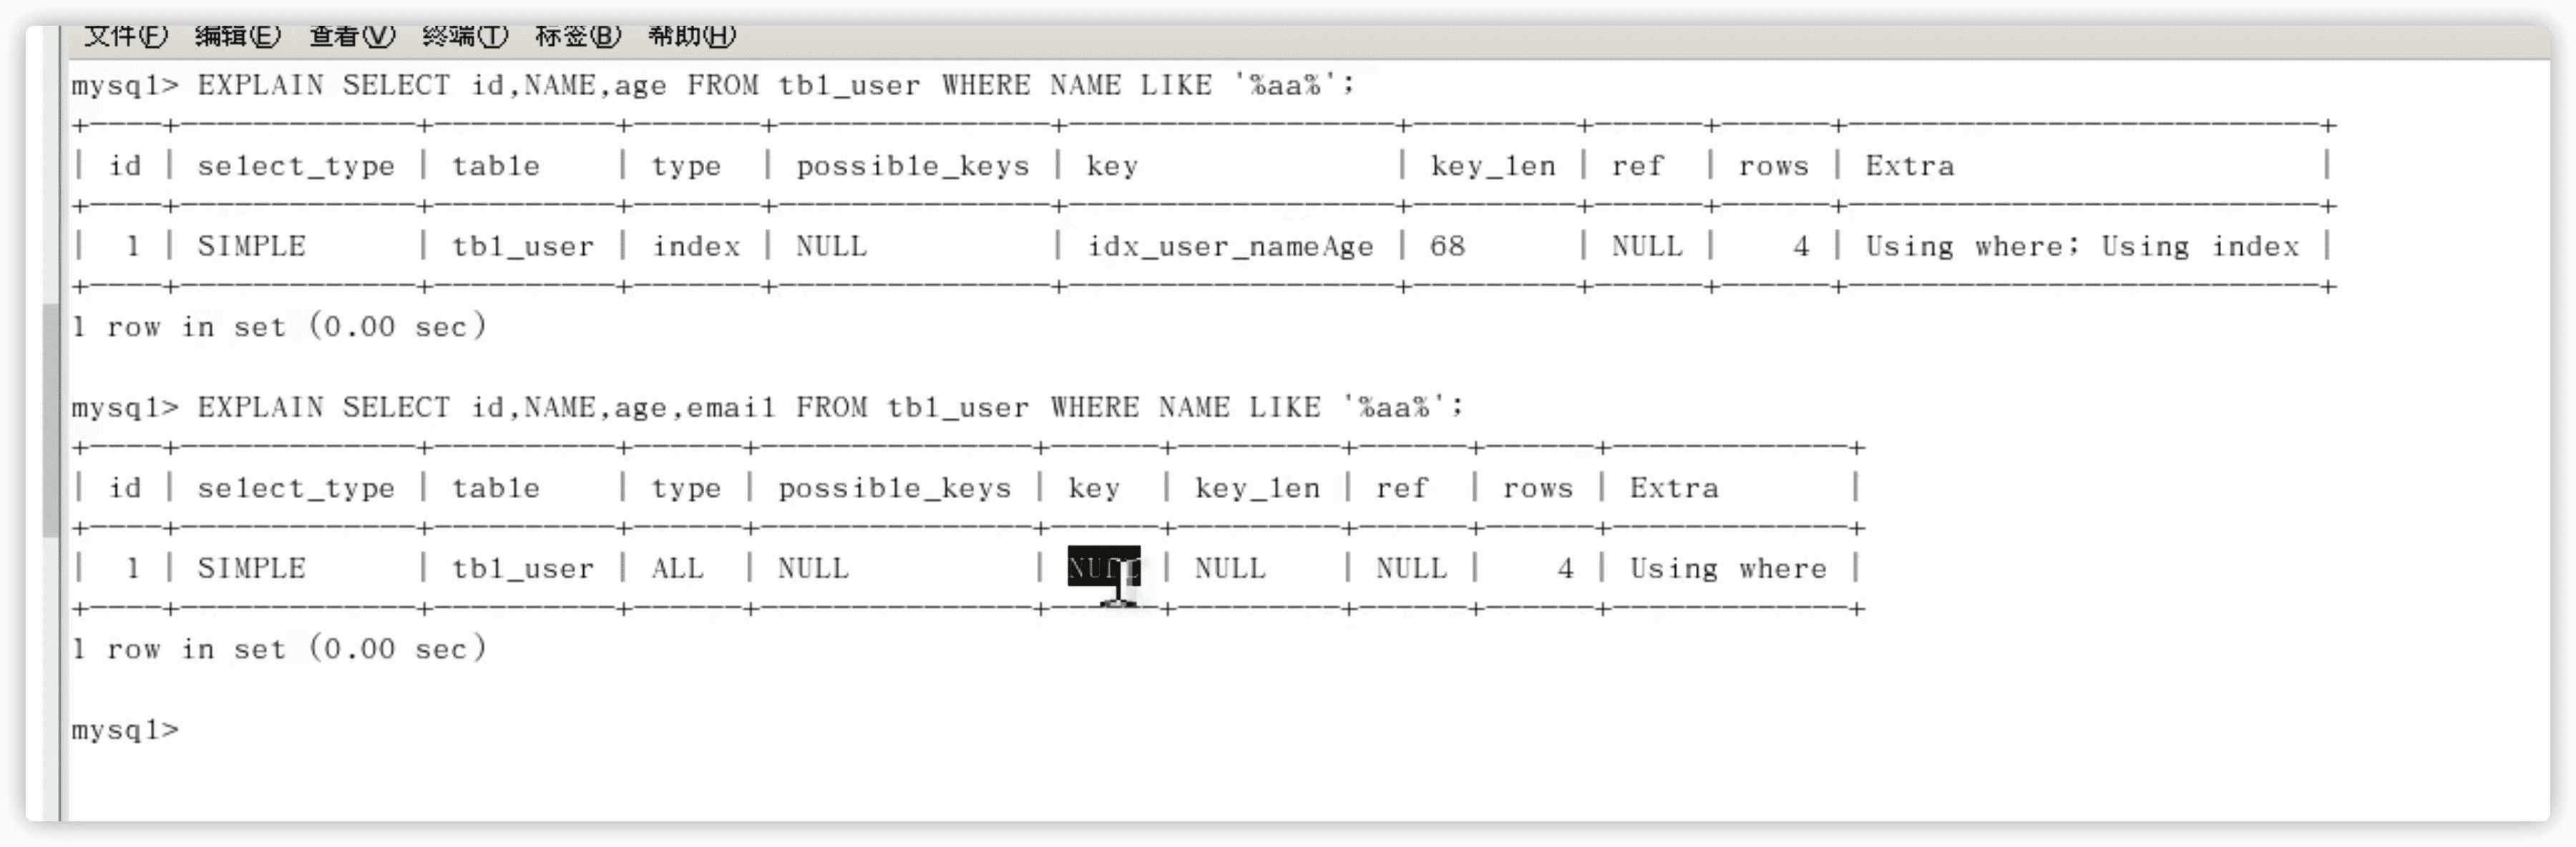 文件(F) 编辑(E) 查看(V) 终端(T) 标签(B) 帮助(H)
mysql> EXPLAIN SELECT id,NAME,age FROM tbl_user WHERE NAME LIKE '%aa%';
+----+-------------+----------+-------+---------------+------------------+---------+------+------+--------------------------+
| id | select_type | table    | type  | possible_keys | key              | key_len | ref  | rows | Extra                    |
+----+-------------+----------+-------+---------------+------------------+---------+------+------+--------------------------+
| 1 | SIMPLE      | tbl_user | index | NULL          | idx_user_nameAge | 68      | NULL |    4 | Using where; Using index |
+----+-------------+----------+-------+---------------+------------------+---------+------+------+--------------------------+
1 row in set (0.00 sec)
mysql> EXPLAIN SELECT id,NAME,age,email FROM tbl_user WHERE NAME LIKE '%aa%';
+----+-------------+----------+------+---------------+------+---------+------+------+-------------+
| id | select_type | table    | type | possible_keys | key  | key_len | ref  | rows | Extra       |
+----+-------------+----------+------+---------------+------+---------+------+------+-------------+
| 1 | SIMPLE      | tbl_user | ALL  | NULL          | NULL | NULL    | NULL |    4 | Using where |
+----+-------------+----------+------+---------------+------+---------+------+------+-------------+
1 row in set (0.00 sec)
mysql>